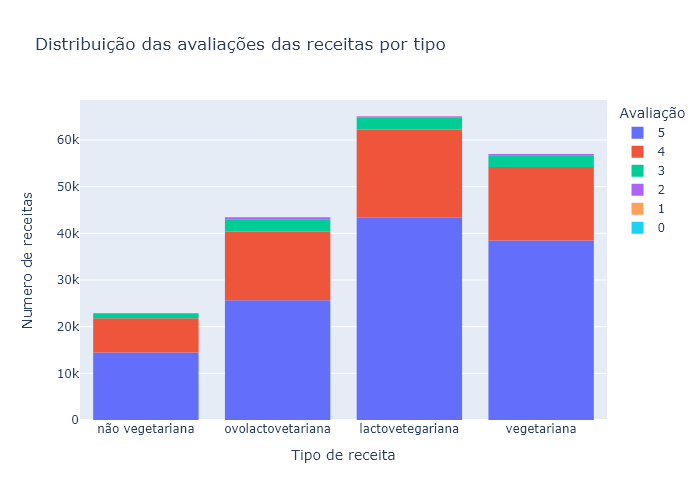 Distribuição das avaliações das receitas por tipo
Avaliação
5
4
3
2
1
0
Numero de receitas
60k
50k
40k
30k
20k
10k
0
não vegetariana
ovolactovetariana
lactovetegariana
vegetariana
Tipo de receita